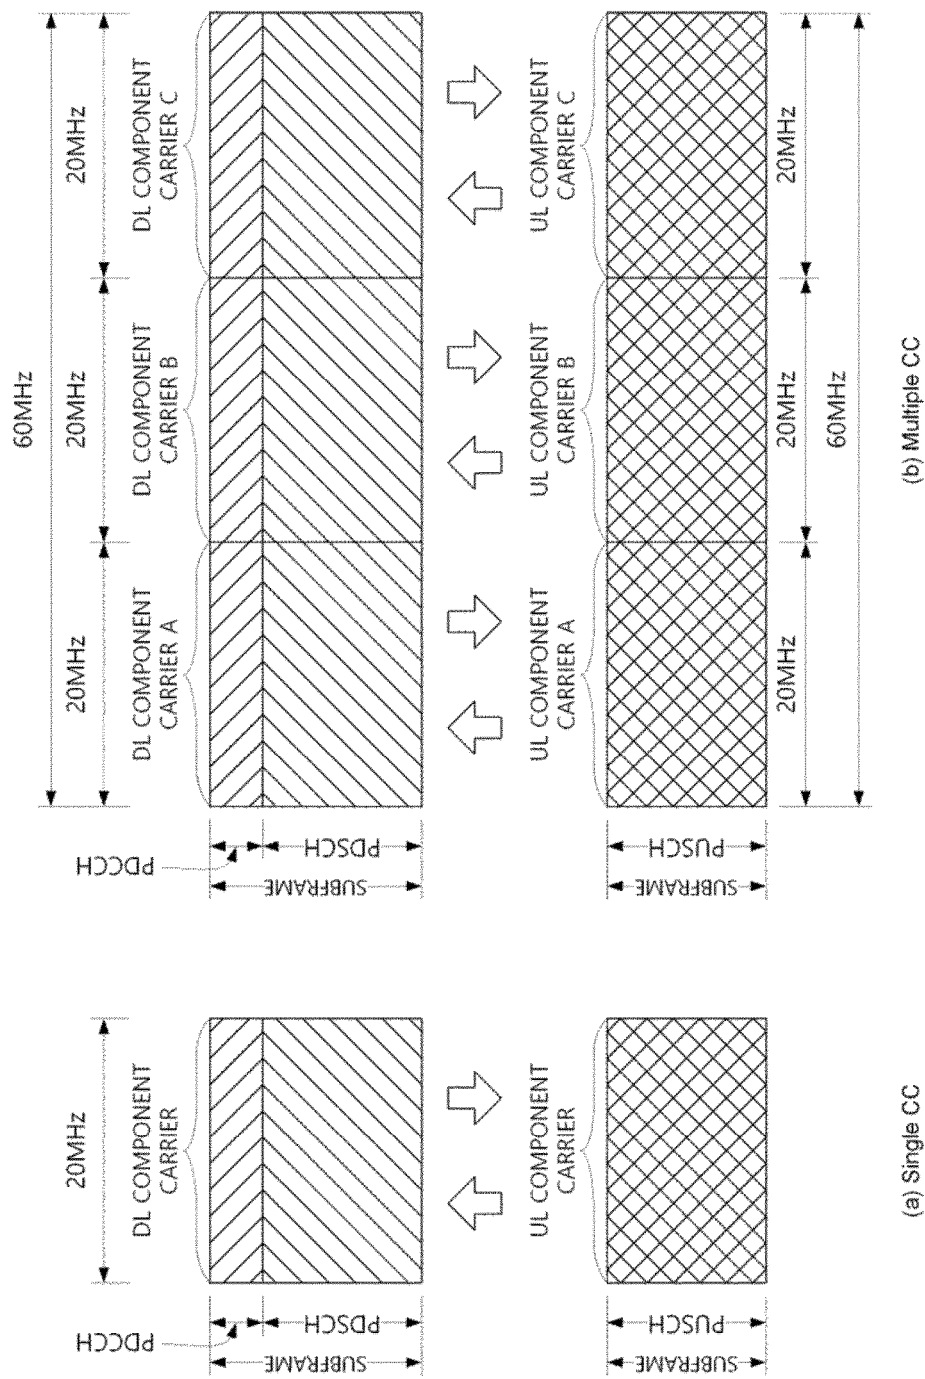 20MHz
DL COMPONENT
CARRIER
PDCCH
PDSCH
SUBFRAME
UL COMPONENT
CARRIER
PUSCH
SUBFRAME
(a) Single CC
60MHz
20MHz
20MHz
20MHz
DL COMPONENT
CARRIER A
DL COMPONENT
CARRIER B
DL COMPONENT
CARRIER C
PDCCH
PDSCH
SUBFRAME
UL COMPONENT
CARRIER A
UL COMPONENT
CARRIER B
UL COMPONENT
CARRIER C
PUSCH
SUBFRAME
20MHz
20MHz
20MHz
60MHz
(b) Multiple CC